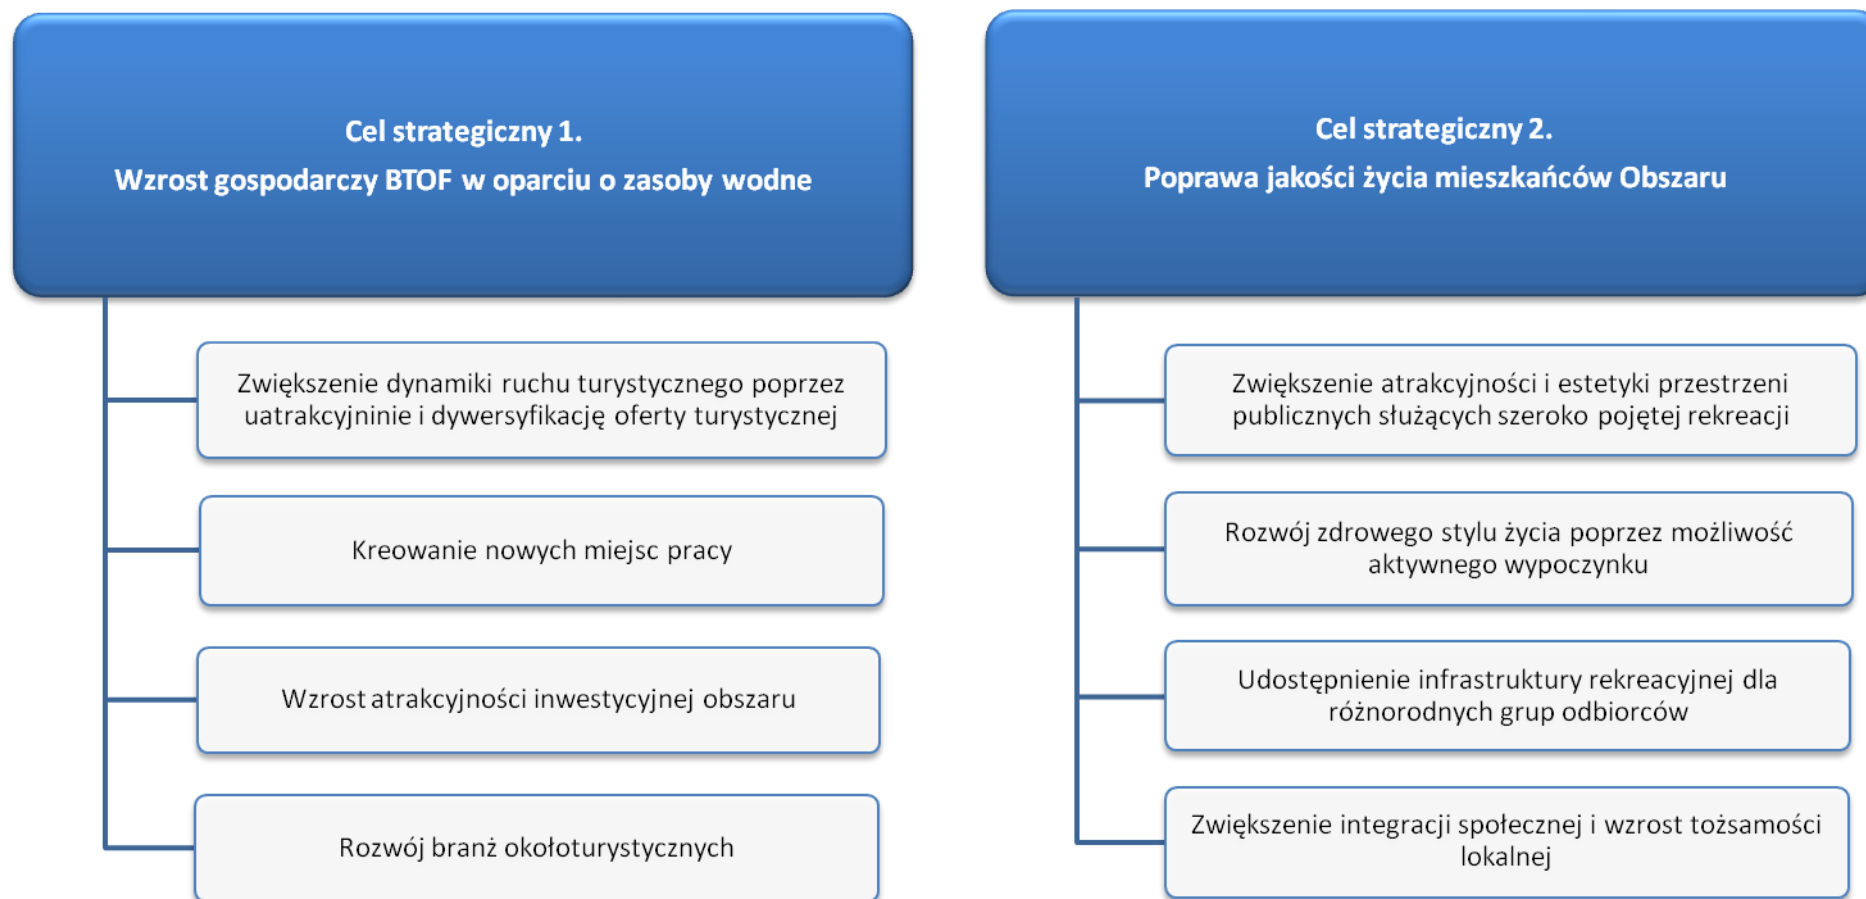 Cel strategiczny 1.
Wzrost gospodarczy BTOF w oparciu o zasoby wodne
Zwiększenie dynamiki ruchu turystycznego poprzez
uatrakcyjninie i dywersyfikację oferty turystycznej
Kreowanie nowych miejsc pracy
Wzrost atrakcyjności inwestycyjnej obszaru
Rozwój branż okołoturystycznych
Cel strategiczny 2.
Poprawa jakości życia mieszkańców Obszaru
Zwiększenie atrakcyjności i estetyki przestrzeni
publicznych służących szeroko pojętej rekreacji
Rozwój zdrowego stylu życia poprzez możliwość
aktywnego wypoczynku
Udostępnienie infrastruktury rekreacyjnej dla
różnorodnych grup odbiorców
Zwiększenie integracji społecznej i wzrost tożsamości
lokalnej